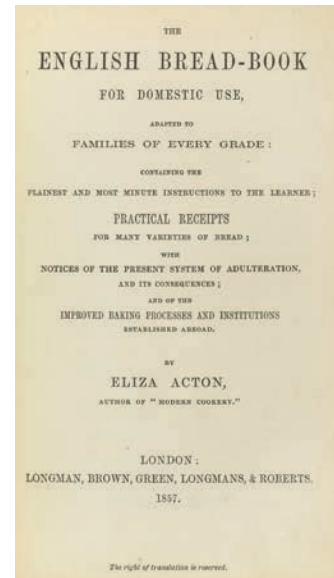 THE
ENGLISH BREAD-BOOK
FOR DOMESTIC USE,
ADAPTED TO
FAMILIES OF EVERY GRADE:
CONTAINING THE
PLAINEST AND MOST MINUTE INSTRUCTIONS TO THE LEARNER;
PRACTICAL RECEIPTS
FOR MANY VARIETIES OF BREAD;
WITH
NOTICES OF THE PRESENT SYSTEM OF ADULTERATION,
AND ITS CONSEQUENCES;
AND OF THE
IMPROVED BAKING PROCESSES AND INSTITUTIONS
ESTABLISHED ABROAD.
BY
ELIZA ACTON,
AUTHOR OF "MODERN COOKERY."
LONDON:
LONGMAN, BROWN, GREEN, LONGMANS, & ROBERTS.
1857.
The right of translation is reserved.